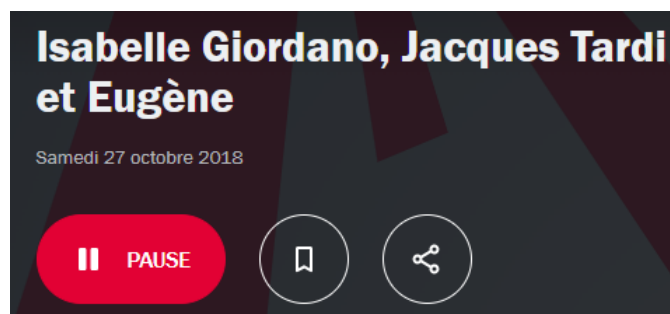 Isabelle Giordano, Jacques Tardi
et Eugène
Samedi 27 octobre 2018
PAUSE